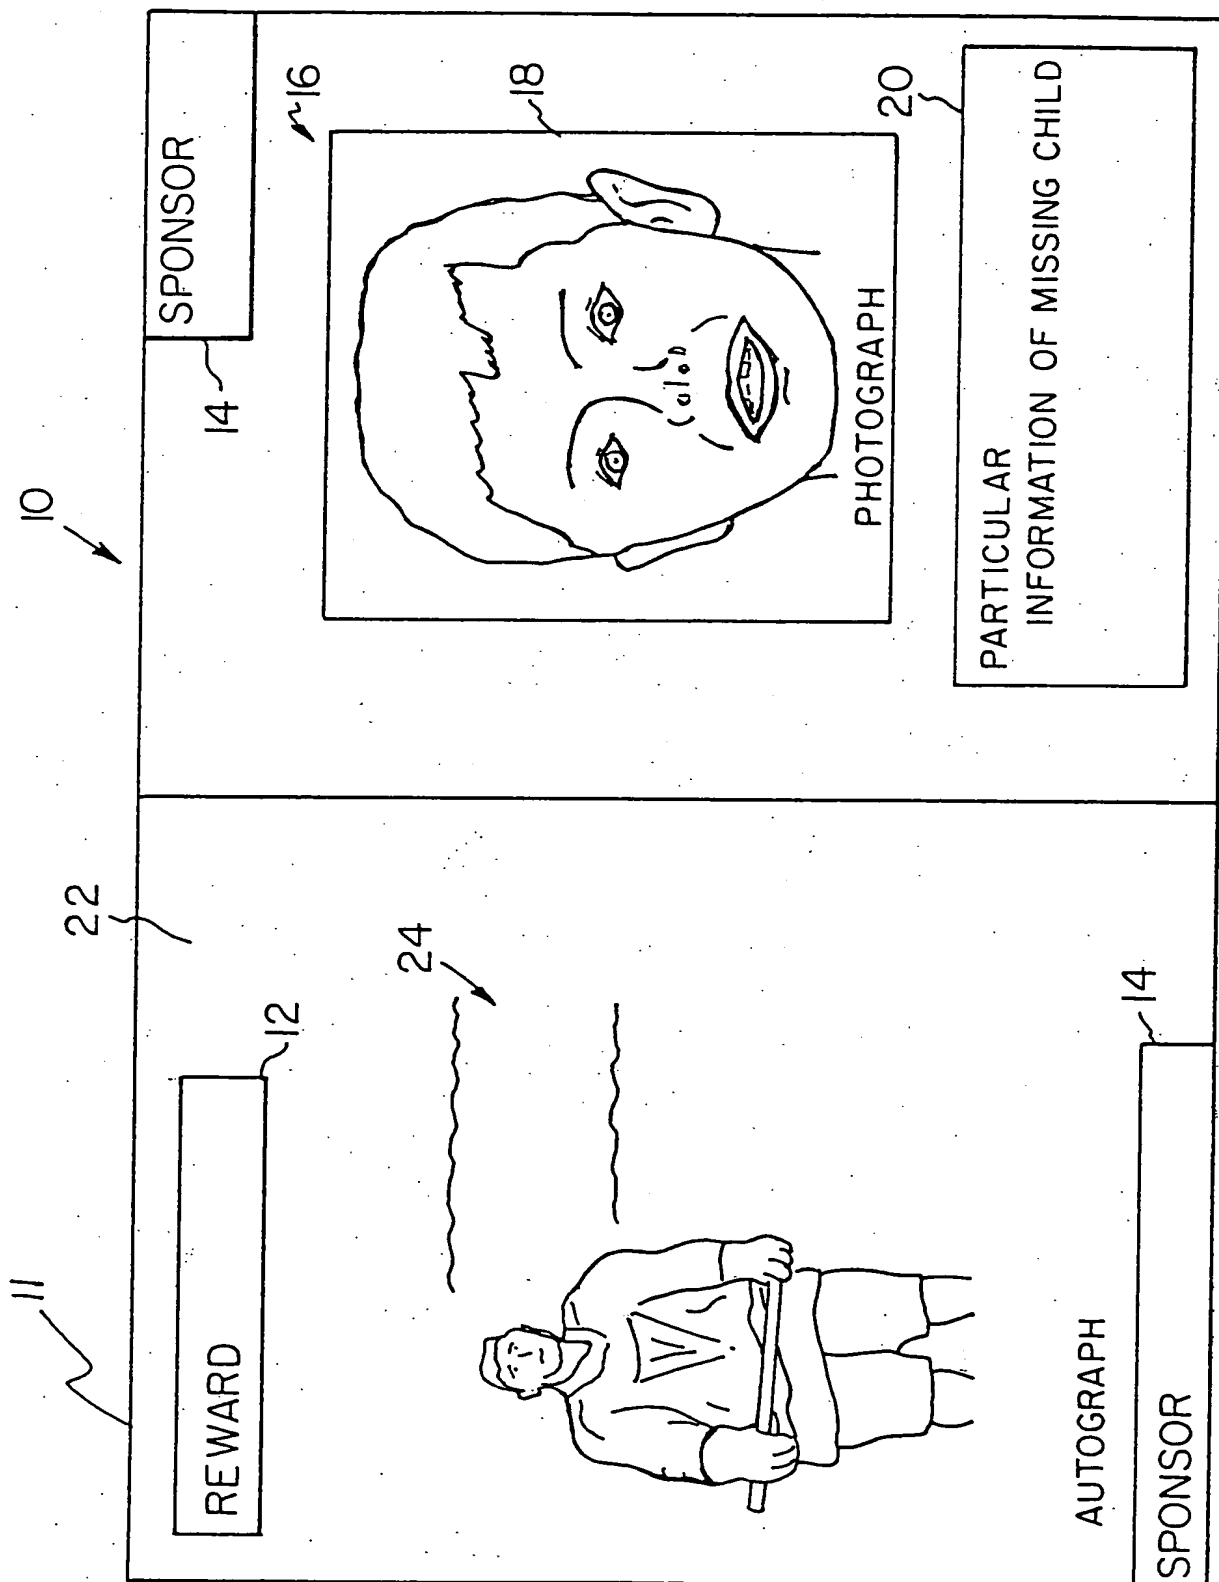 10
11
22
REWARD
12
24
AUTOGRAPH
SPONSOR
14
SPONSOR
14
16
18
PHOTOGRAPH
20
PARTICULAR
INFORMATION OF MISSING CHILD